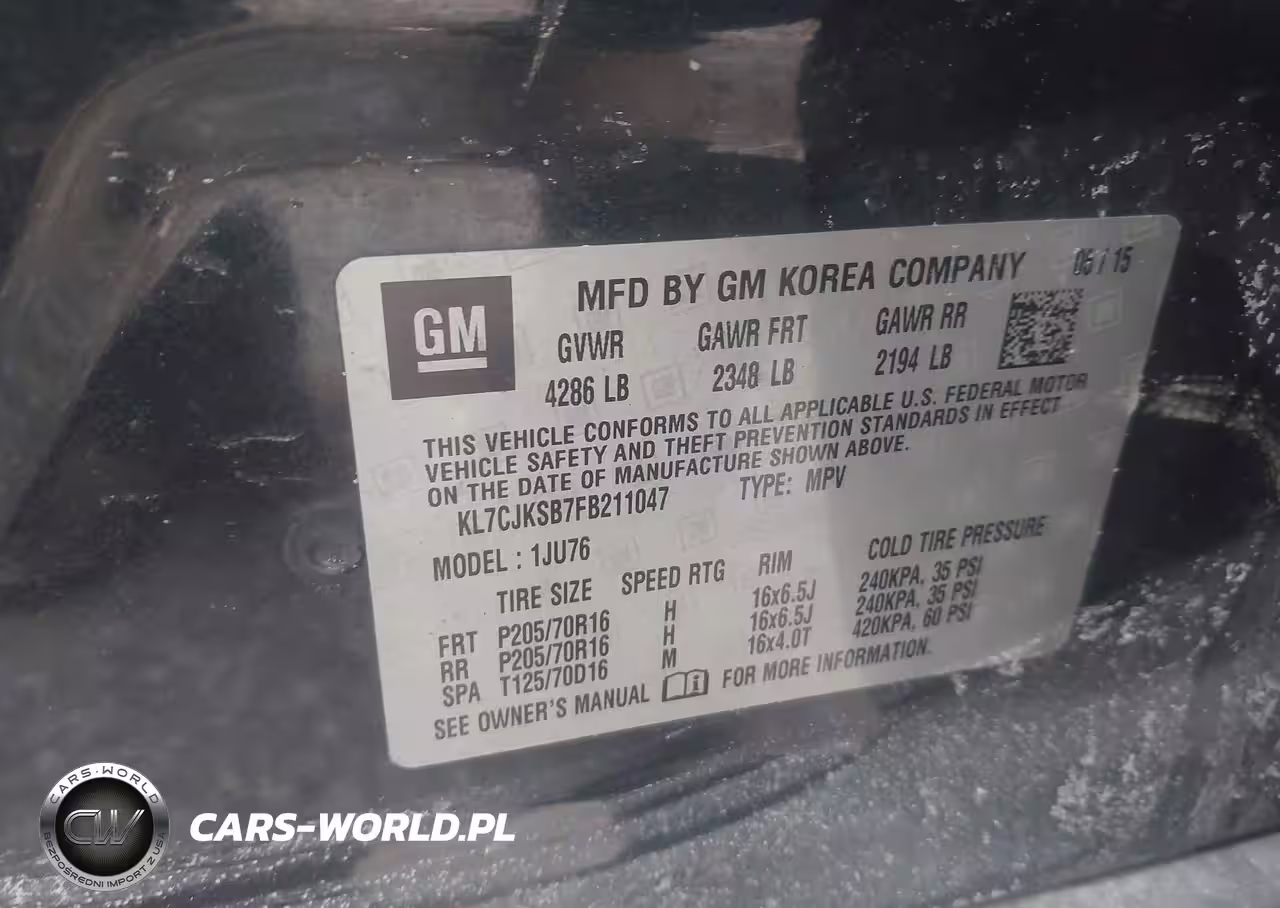 GM
MFD BY GM KOREA COMPANY 05 / 15
GVWR GAWR FRT GAWR RR
4286 LB 2348 LB 2194 LB
THIS VEHICLE CONFORMS TO ALL APPLICABLE U.S. FEDERAL MOTOR
VEHICLE SAFETY AND THEFT PREVENTION STANDARDS IN EFFECT
ON THE DATE OF MANUFACTURE SHOWN ABOVE.
KL7CJKSB7FB211047 TYPE: MPV
MODEL : 1JU76
TIRE SIZE SPEED RTG RIM COLD TIRE PRESSURE
FRT P205/70R16 H 16x6.5J 240KPA, 35 PSI
RR P205/70R16 H 16x6.5J 240KPA, 35 PSI
SPA T125/70D16 M 16x4.0T 420KPA, 60 PSI
SEE OWNER'S MANUAL FOR MORE INFORMATION.
CARS-WORLD
CW
BEZPOŚREDNI IMPORT Z USA
CARS-WORLD.PL